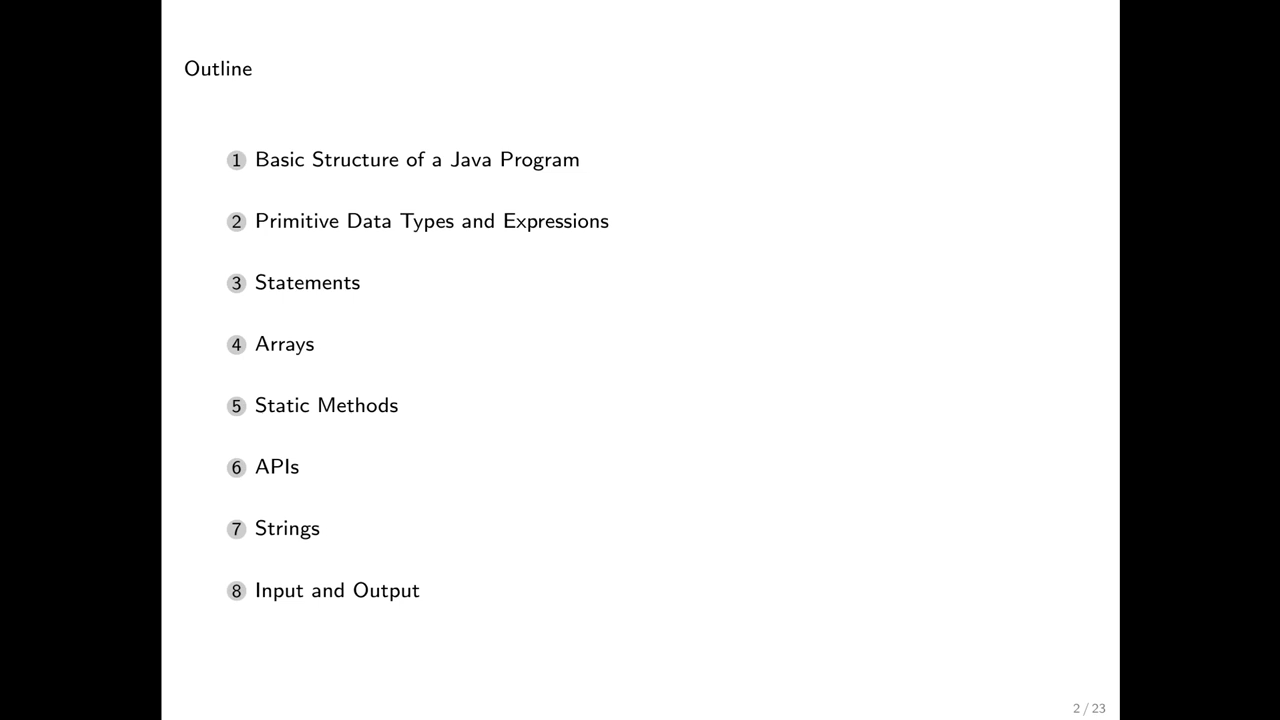 Outline
1 Basic Structure of a Java Program
2 Primitive Data Types and Expressions
3 Statements
4 Arrays
5 Static Methods
6 APIs
7 Strings
8 Input and Output
2 / 23